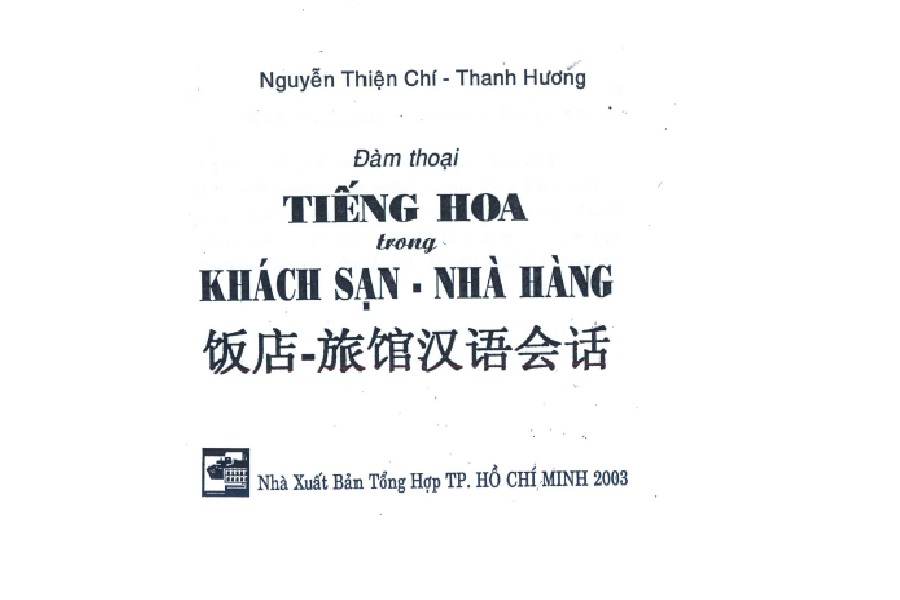 Nguyễn Thiện Chí - Thanh Hương
Đàm thoại
TIẾNG HOA
trong
KHÁCH SẠN - NHÀ HÀNG
饭店-旅馆汉语会话
Nhà Xuất Bản Tổng Hợp TP. HỒ CHÍ MINH 2003